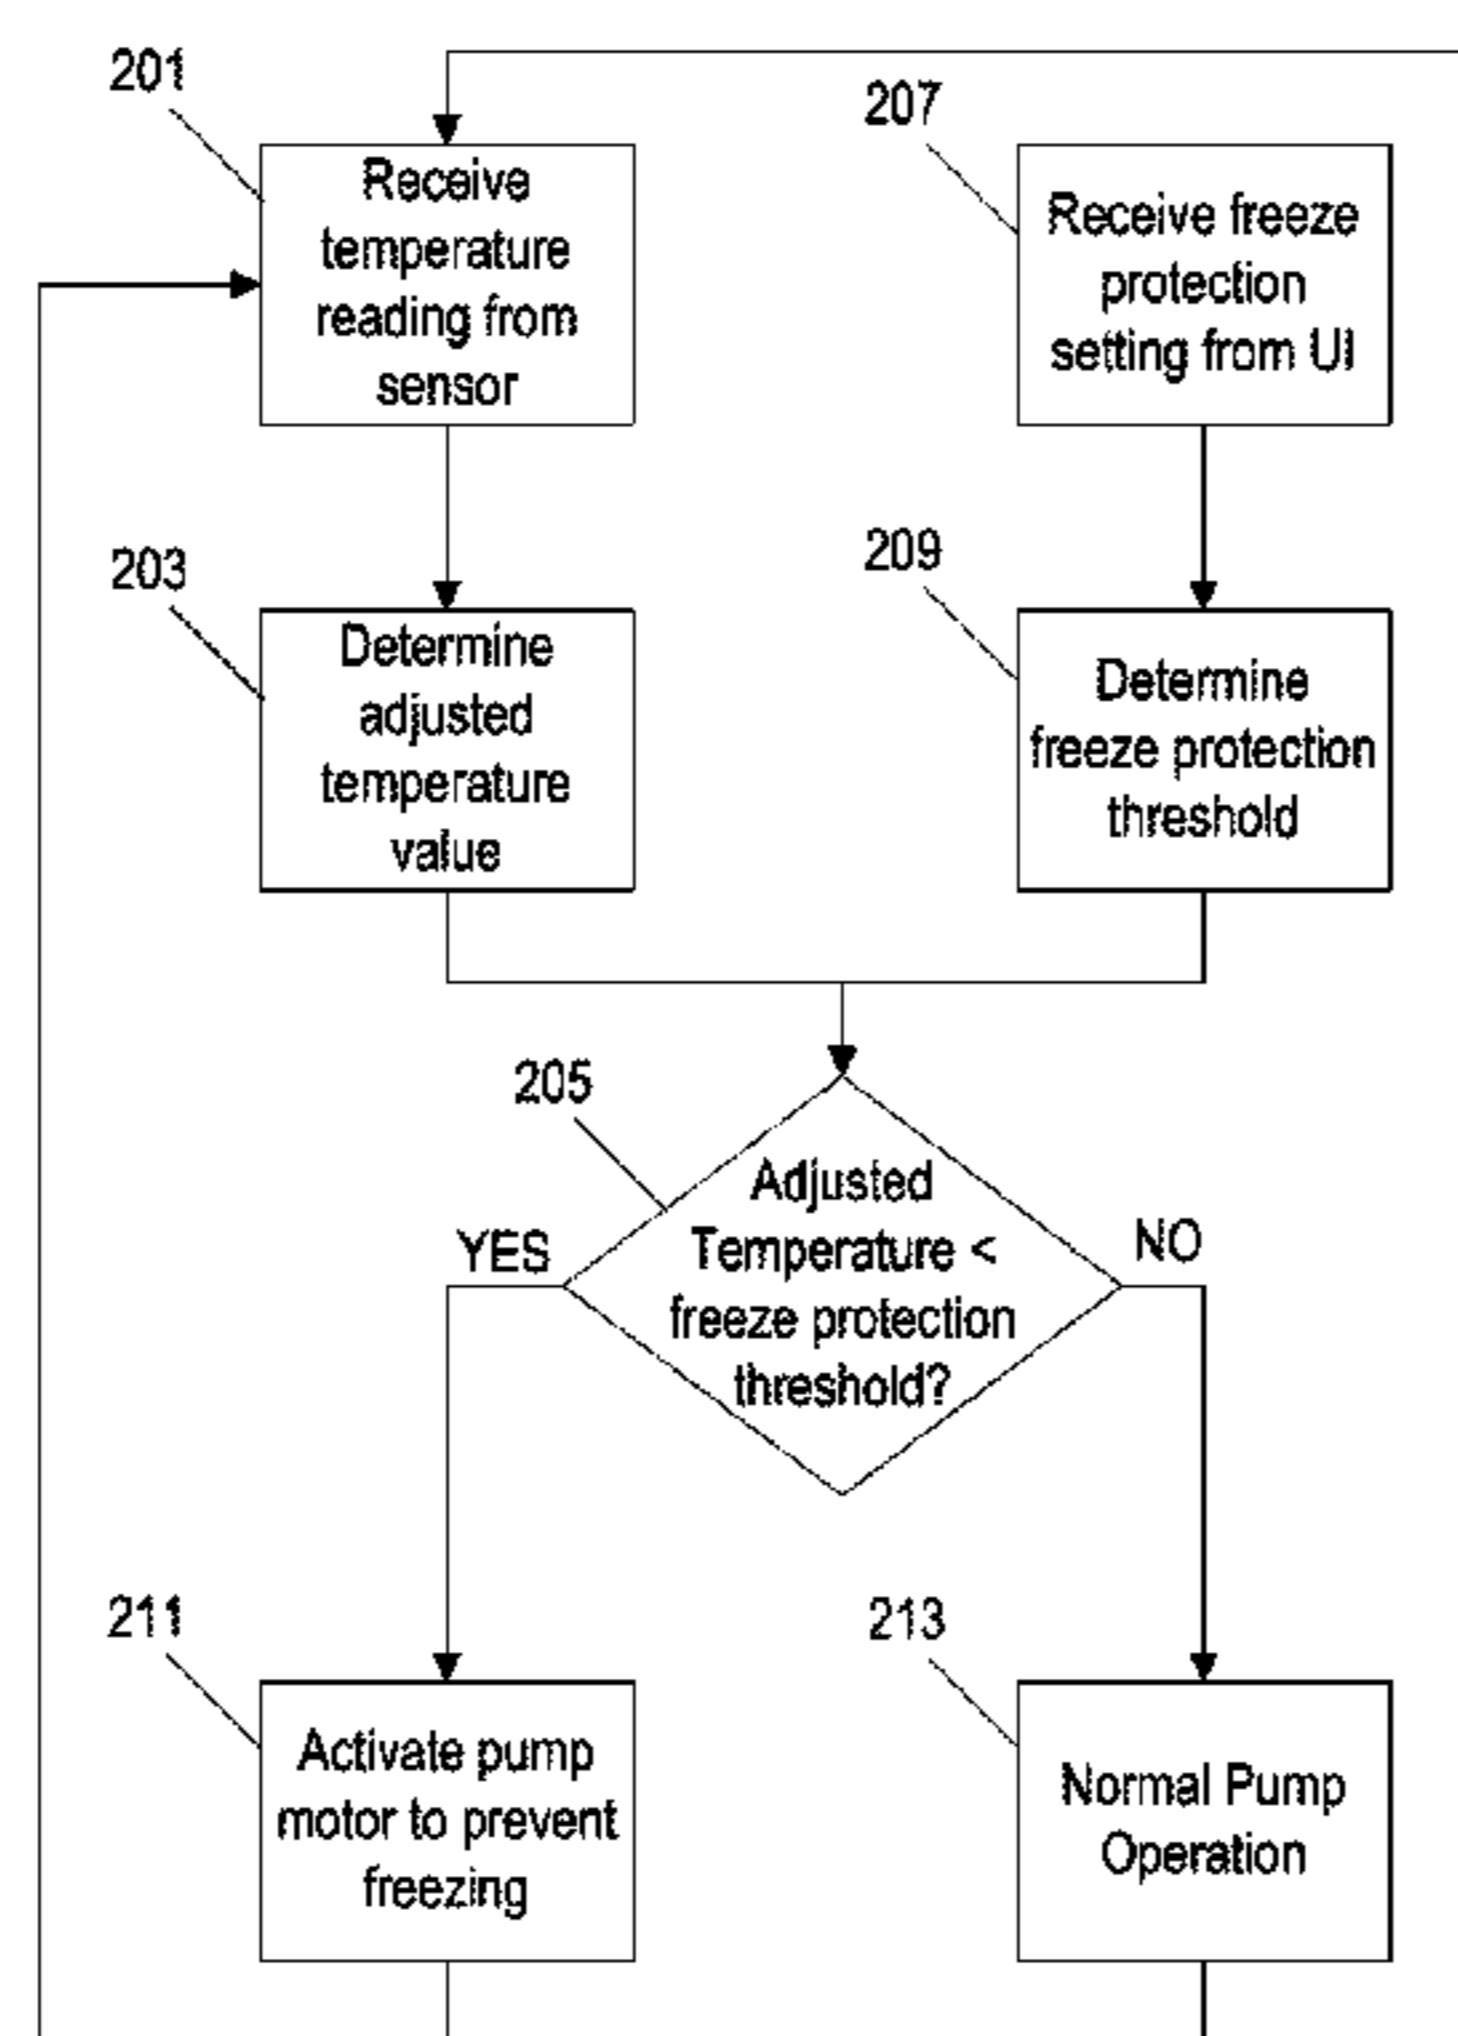 201
Receive
temperature
reading from
sensor
207
Receive freeze
protection
setting from UI
203
Determine
adjusted
temperature
value
209
Determine
freeze protection
threshold
205
Adjusted
Temperature <
freeze protection
threshold?
YES
NO
211
Activate pump
motor to prevent
freezing
213
Normal Pump
Operation